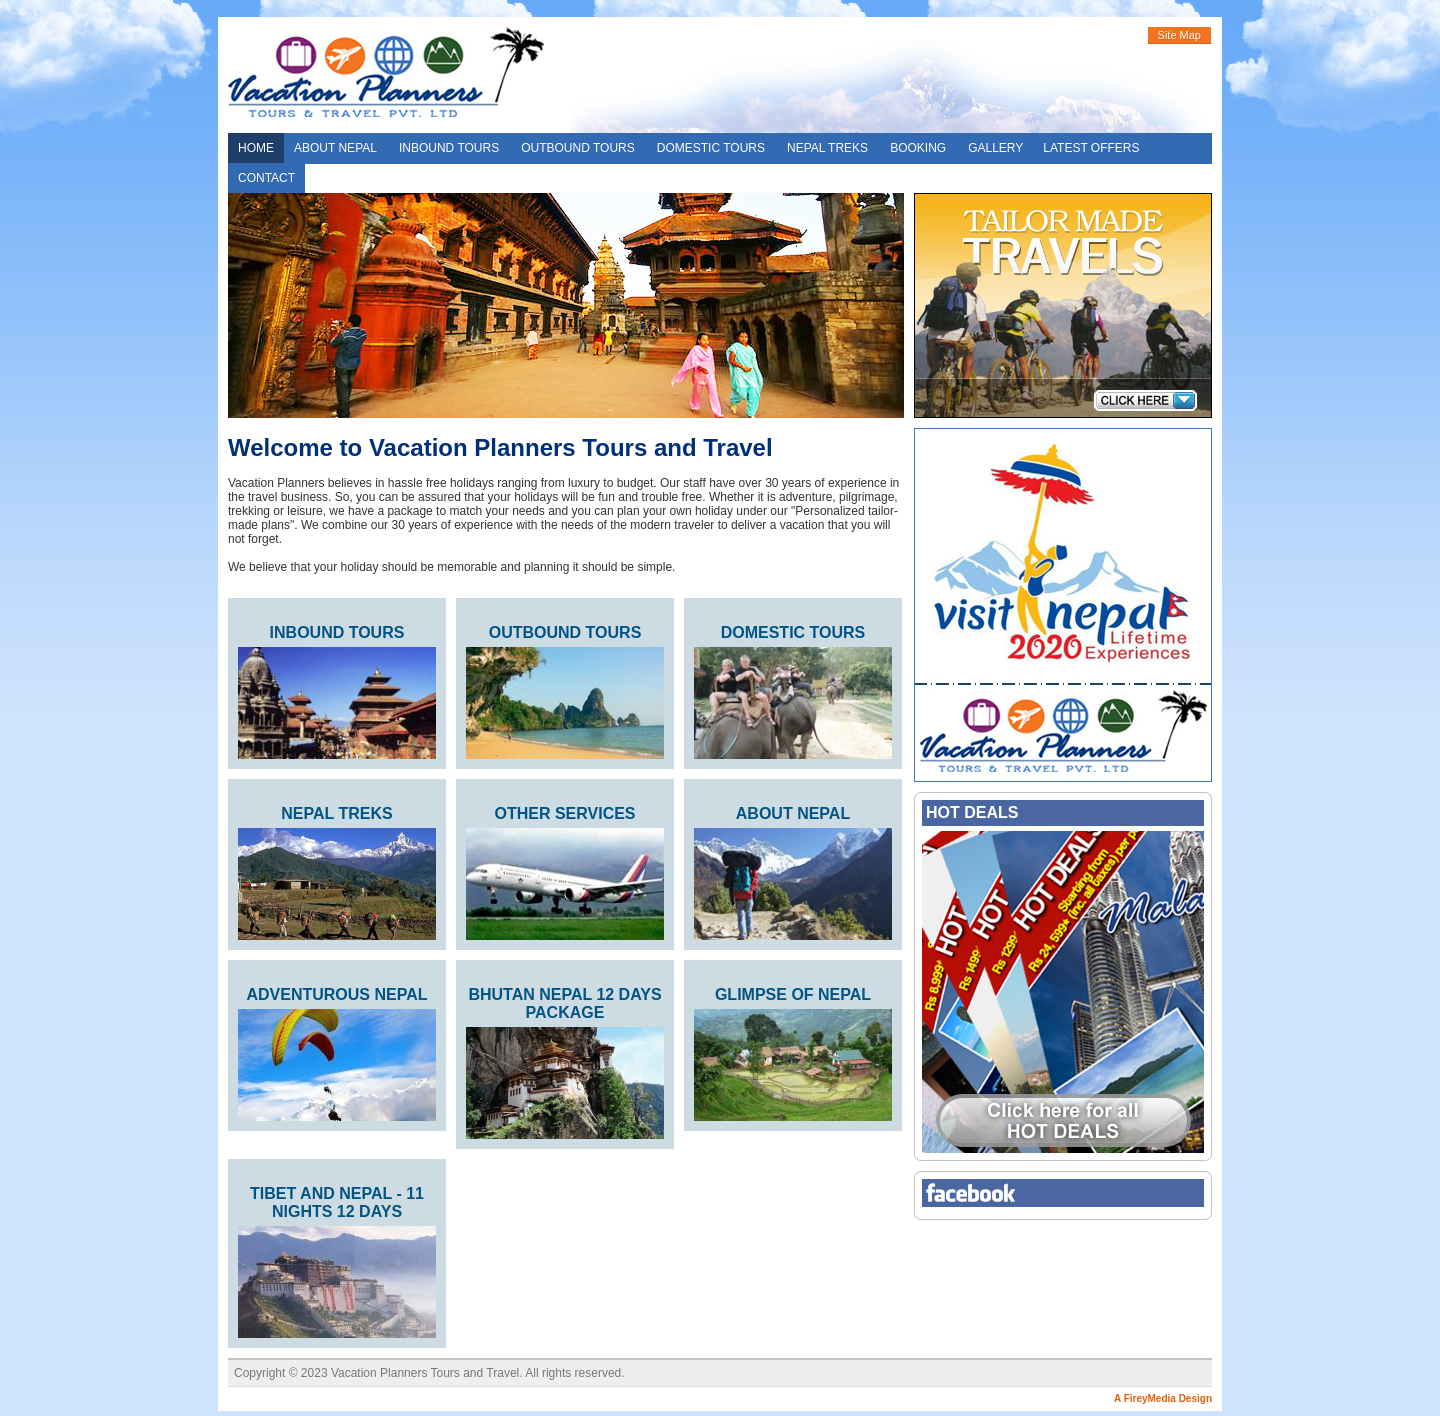 Site Map
Vacation Planners
TOURS & TRAVEL PVT. LTD
HOME ABOUT NEPAL INBOUND TOURS OUTBOUND TOURS DOMESTIC TOURS NEPAL TREKS BOOKING GALLERY LATEST OFFERS
CONTACT
TAILOR MADE
TRAVELS
CLICK HERE
Welcome to Vacation Planners Tours and Travel
Vacation Planners believes in hassle free holidays ranging from luxury to budget. Our staff have over 30 years of experience in
the travel business. So, you can be assured that your holidays will be fun and trouble free. Whether it is adventure, pilgrimage,
trekking or leisure, we have a package to match your needs and you can plan your own holiday under our "Personalized tailor-
made plans". We combine our 30 years of experience with the needs of the modern traveler to deliver a vacation that you will
not forget.
We believe that your holiday should be memorable and planning it should be simple.
INBOUND TOURS
OUTBOUND TOURS
DOMESTIC TOURS
NEPAL TREKS
OTHER SERVICES
ABOUT NEPAL
ADVENTUROUS NEPAL
BHUTAN NEPAL 12 DAYS
PACKAGE
GLIMPSE OF NEPAL
TIBET AND NEPAL - 11
NIGHTS 12 DAYS
visit nepal
2020 Lifetime
Experiences
Vacation Planners
TOURS & TRAVEL PVT. LTD
HOT DEALS
HOT
Rs 8,999*
HOT
Rs 1499
HOT DEALS
Rs 1299
Starting from
Rs 24, 599* (inc. all taxes) per p
Mala
Click here for all
HOT DEALS
facebook
Copyright © 2023 Vacation Planners Tours and Travel. All rights reserved.
A FireyMedia Design